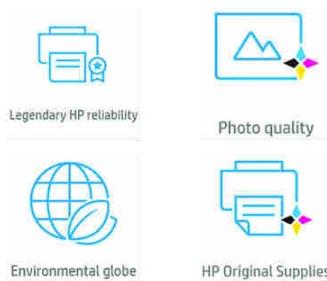 Legendary HP reliability
Photo quality
Environmental globe
HP Original Supplies